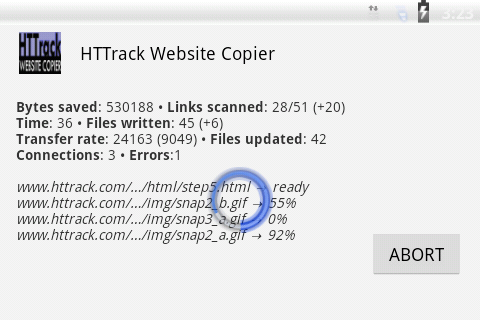 3:23
HTTrack
WEBSITE COPIER
HTTrack Website Copier
Bytes saved: 530188 • Links scanned: 28/51 (+20)
Time: 36 • Files written: 45 (+6)
Transfer rate: 24163 (9049) • Files updated: 42
Connections: 3 • Errors:1
www.httrack.com/.../html/step5.html → ready
www.httrack.com/.../img/snap2_b.gif → 55%
www.httrack.com/.../img/snap3_a.gif → 0%
www.httrack.com/.../img/snap2_a.gif → 92%
ABORT